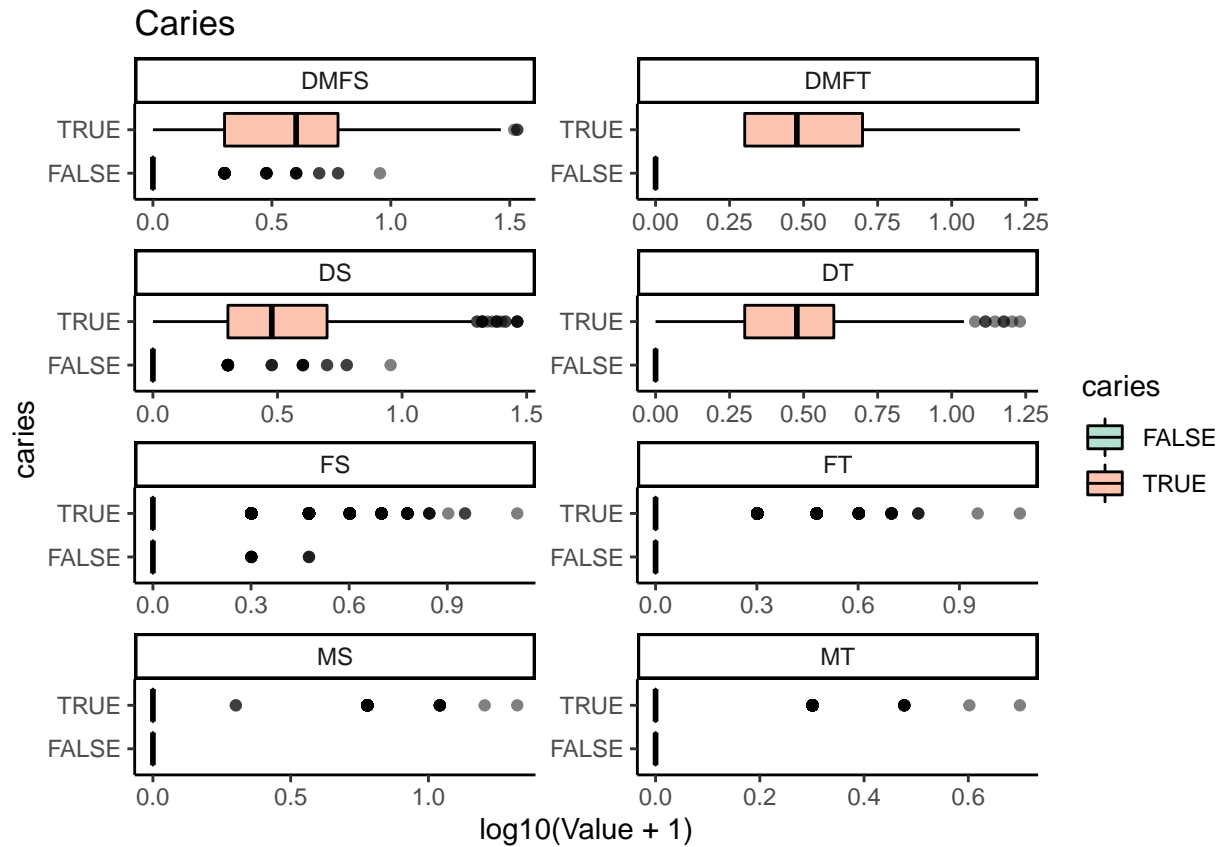 Caries
DMFS
DMFT
TRUE
FALSE
0.0 0.5 1.0 1.5
TRUE
FALSE
0.00 0.25 0.50 0.75 1.00 1.25
DS
DT
TRUE
FALSE
0.0 0.5 1.0 1.5
TRUE
FALSE
0.00 0.25 0.50 0.75 1.00 1.25
FS
FT
TRUE
FALSE
0.0 0.3 0.6 0.9
TRUE
FALSE
0.0 0.3 0.6 0.9
MS
MT
TRUE
FALSE
0.0 0.5 1.0
TRUE
FALSE
0.0 0.2 0.4 0.6
log10(Value + 1)
caries
caries
FALSE
TRUE